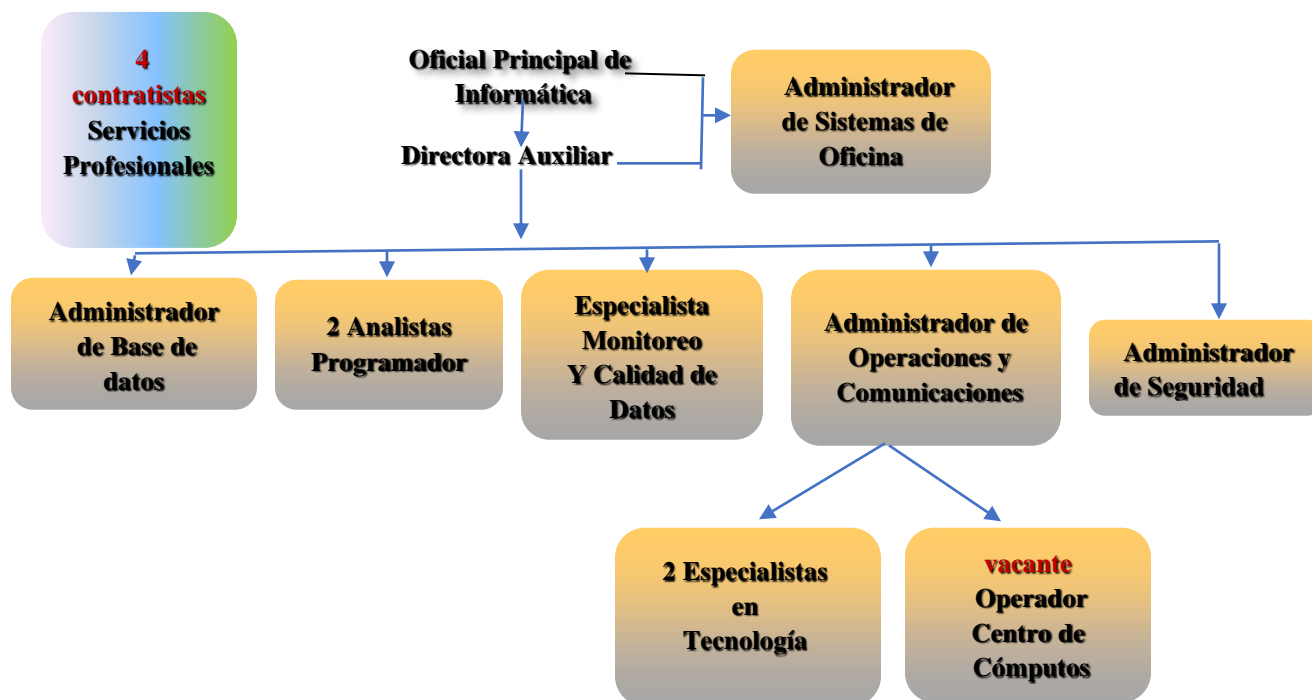 4
contratistas
Servicios
Profesionales
Oficial Principal de
Informática
Directora Auxiliar
Administrador
de Sistemas de
Oficina
Administrador
de Base de
datos
2 Analistas
Programador
Especialista
Monitoreo
Y Calidad de
Datos
Administrador de
Operaciones y
Comunicaciones
Administrador
de Seguridad
2 Especialistas
en
Tecnología
vacante
Operador
Centro de
Cómputos